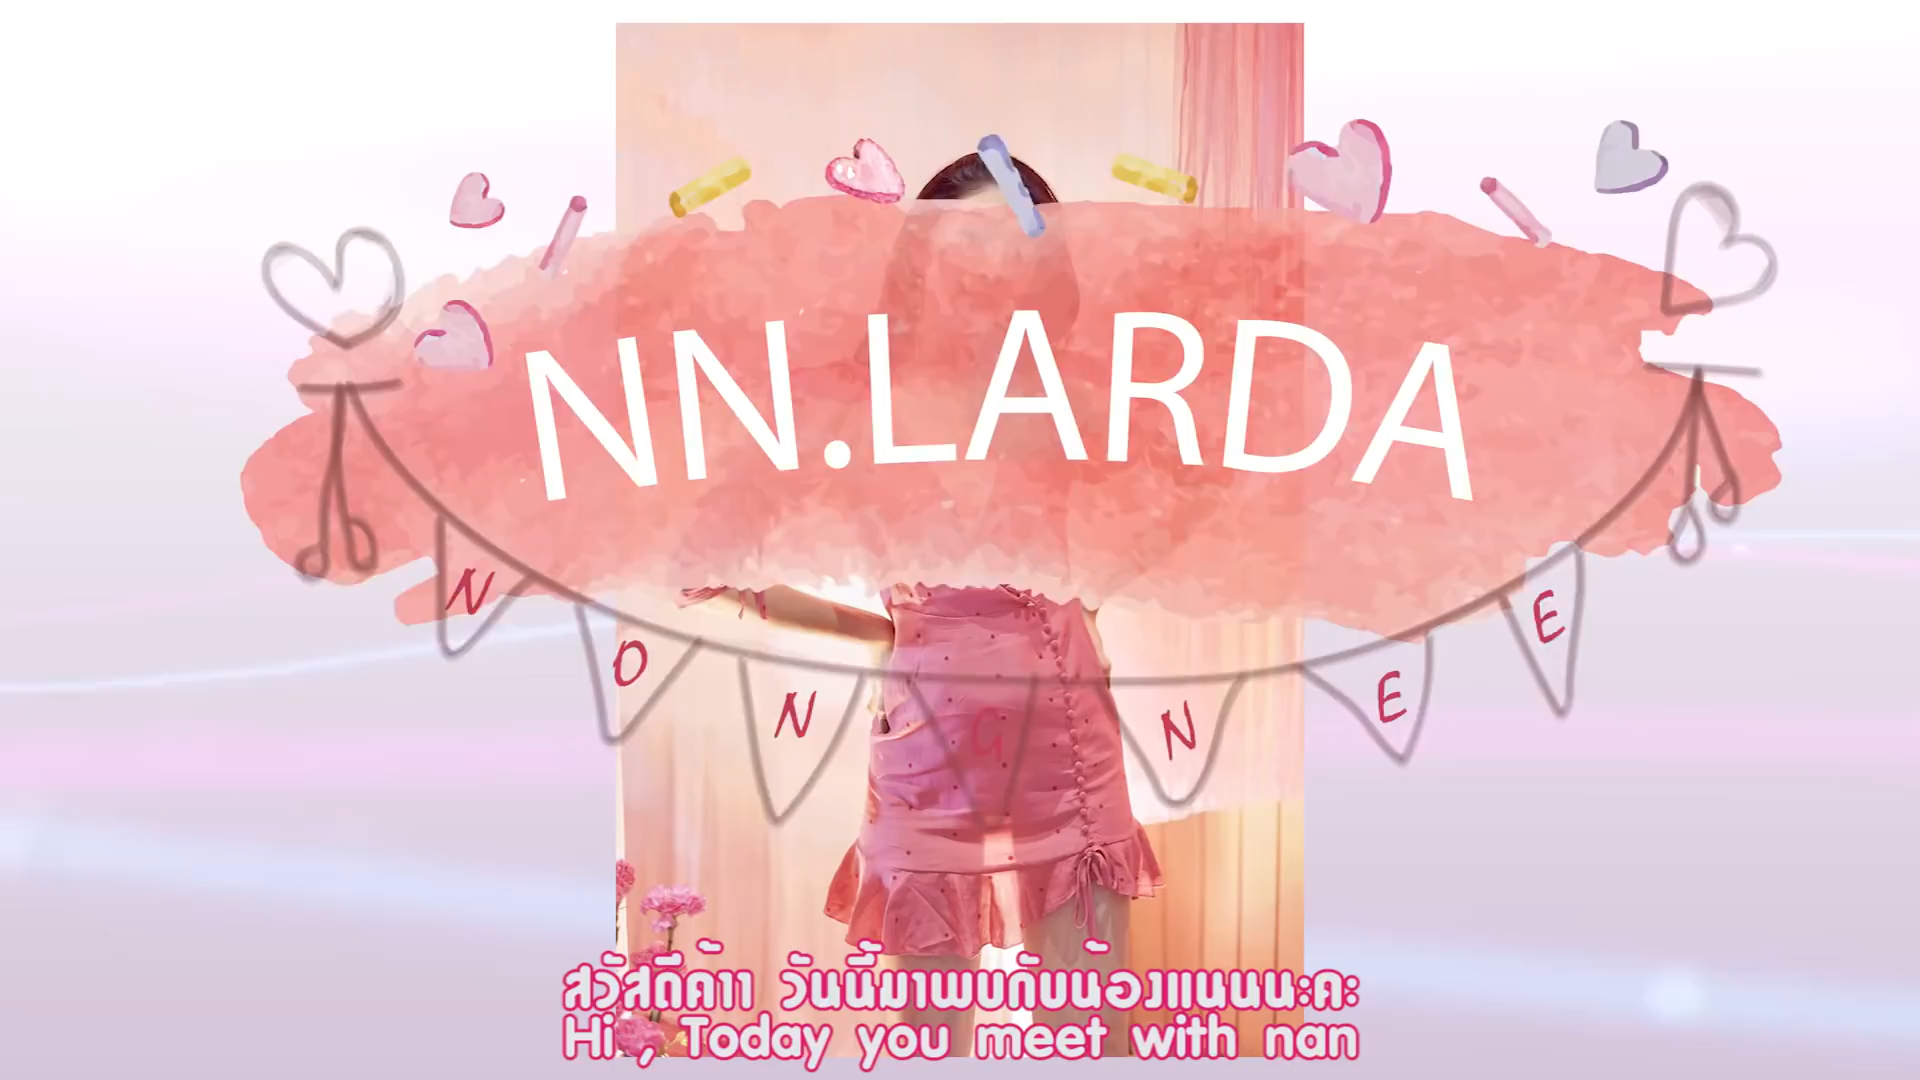 NN.LARDA
NONGNEE
สวัสดีค้าา วันนี้มาพบกับน้องแนนนะคะ
Hi , Today you meet with nan